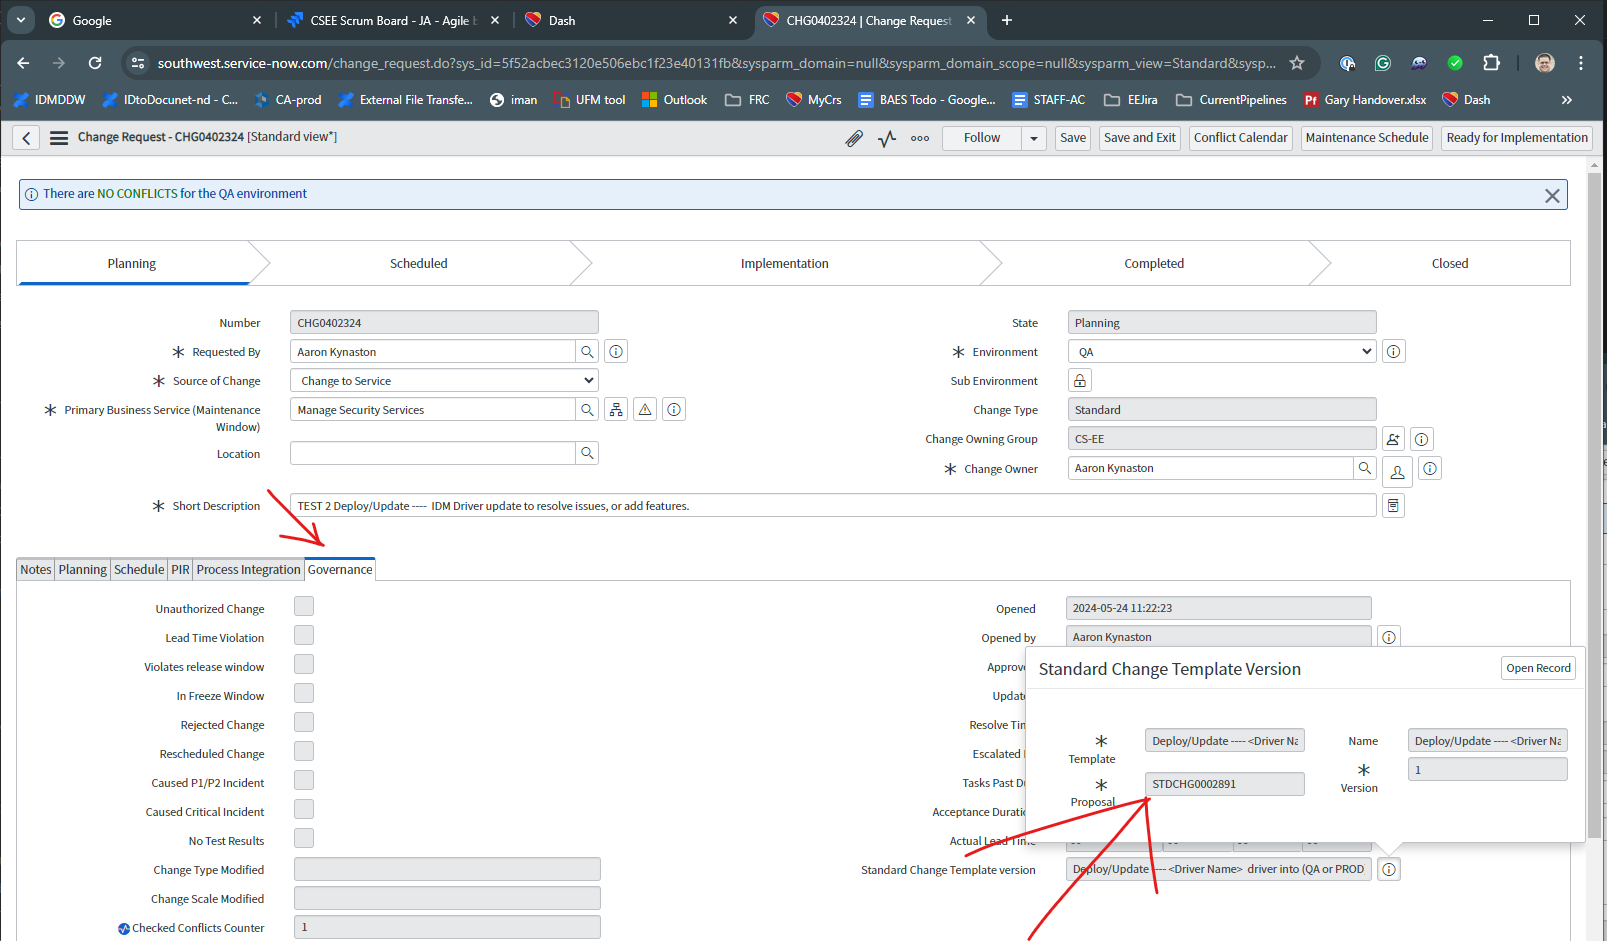 Google
CSEE Scrum Board - JA - Agile
Dash
CHG0402324 | Change Request
southwest.service-now.com/change_request.do?sys_id=5f52acbec3120e506ebc1f23e40131fb&sysparm_domain=null&sysparm_domain_scope=null&sysparm_view=Standard&sysp...
IDMDDW
IDtoDocunet-nd - C...
CA-prod
External File Transfe...
iman
UFM tool
Outlook
FRC
MyCrs
BAES Todo - Google...
STAFF-AC
EEJira
CurrentPipelines
Gary Handover.xlsx
Dash
Change Request - CHG0402324 [Standard view*]
Follow
Save
Save and Exit
Conflict Calendar
Maintenance Schedule
Ready for Implementation
There are NO CONFLICTS for the QA environment
Planning
Scheduled
Implementation
Completed
Closed
Number
CHG0402324
Requested By
Aaron Kynaston
Source of Change
Change to Service
Primary Business Service (Maintenance
Window)
Manage Security Services
Location
State
Planning
Environment
QA
Sub Environment
Change Type
Standard
Change Owning Group
CS-EE
Change Owner
Aaron Kynaston
Short Description
TEST 2 Deploy/Update ---- IDM Driver update to resolve issues, or add features.
Notes
Planning
Schedule
PIR
Process Integration
Governance
Unauthorized Change
Lead Time Violation
Violates release window
In Freeze Window
Rejected Change
Rescheduled Change
Caused P1/P2 Incident
Caused Critical Incident
No Test Results
Change Type Modified
Change Scale Modified
Checked Conflicts Counter
1
Opened
2024-05-24 11:22:23
Opened by
Aaron Kynaston
Approve
Update
Resolve Tim
Escalated
Tasks Past Du
Acceptance Duratio
Actual Lead Time
Standard Change Template version
Deploy/Update ---- <Driver Name> driver into (QA or PROD
Standard Change Template Version
Open Record
Template
Deploy/Update ---- <Driver Na
Proposal
STDCHG0002891
Name
Deploy/Update ---- <Driver Na
Version
1